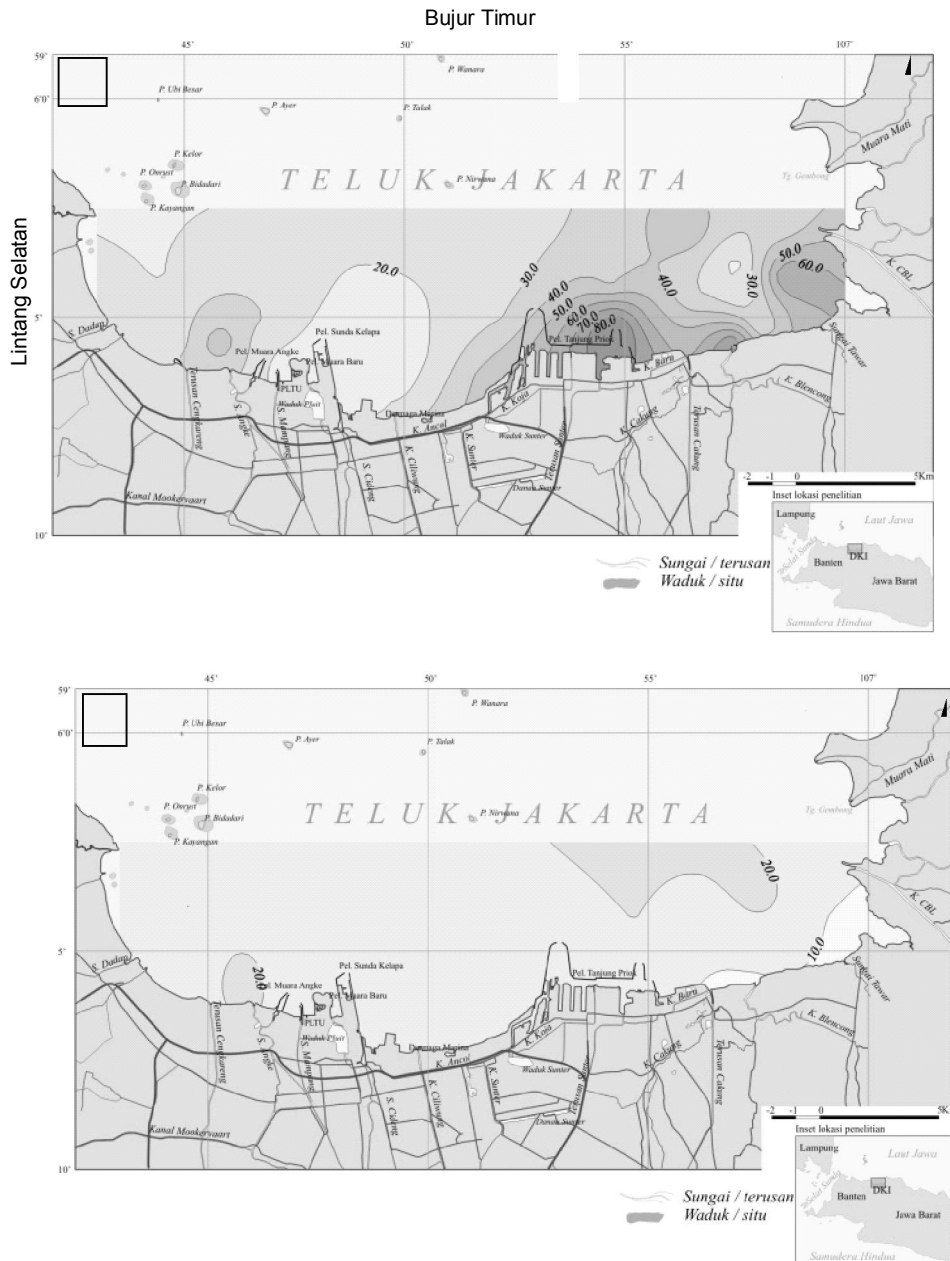 Bujur Timur
45' 50' 55' 107°
59'
P. Wanara
P. Ubi Besar
6°0'
P. Ayer
P. Talak
Muara Mati
P. Kelor
P. Onrust
TELUK JAKARTA
P. Nirwana
Tg. Gembong
P. Bidadari
P. Kayangan
Lintang Selatan
K. CBL
50.0
60.0
20.0
30.0
40.0
30.0
40.0
50.0
60.0
70.0
80.0
5'
S. Dadap
Pel. Sunda Kelapa
Pel. Tanjung Priok
Sungai Tawar
Pel. Muara Angke
Pel. Muara Baru
K. Baru
Terusan Cengkareng
PLTU
K. Blencong
Waduk Pluit
S. Angke
S. Mampang
Dermaga Marina
K. Koja
K. Ancol
K. Cakung
Terusan Cakung
Waduk Sunter
K. Sunter
Terusan Sunter
K. Ciliwung
S. Cideng
Danau Sunter
Kanal Mookervaart
-2 -1 0 5Km
Inset lokasi penelitian
Lampung
Laut Jawa
Selat Sunda
DKI
Banten
Jawa Barat
Samudera Hindua
10'
Sungai / terusan
Waduk / situ
45' 50' 55' 107°
59'
P. Wanara
P. Ubi Besar
6°0'
P. Ayer
P. Talak
Muara Mati
P. Kelor
P. Onrust
TELUK JAKARTA
P. Nirwana
Tg. Gembong
P. Bidadari
P. Kayangan
20.0
K. CBL
10.0
5'
S. Dadap
20.0
Pel. Sunda Kelapa
Pel. Tanjung Priok
Sungai Tawar
el. Muara Angke
Pel. Muara Baru
K. Baru
Terusan Cengkareng
PLTU
K. Blencong
Waduk Pluit
S. Angke
S. Mampang
Dermaga Marina
K. Koja
K. Ancol
K. Cakung
Terusan Cakung
Waduk Sunter
K. Sunter
Terusan Sunter
K. Ciliwung
S. Cideng
Danau Sunter
Kanal Mookervaart
-2 -1 0 5K
Inset lokasi penelitian
Lampung
Laut Jawa
Selat Sunda
DKI
Banten
Jawa Barat
Samudera Hindua
10'
Sungai / terusan
Waduk / situ